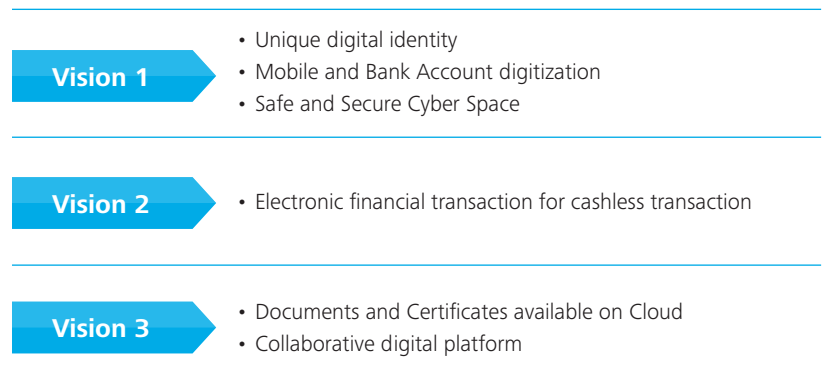 Vision 1
• Unique digital identity
• Mobile and Bank Account digitization
• Safe and Secure Cyber Space
Vision 2
• Electronic financial transaction for cashless transaction
Vision 3
• Documents and Certificates available on Cloud
• Collaborative digital platform